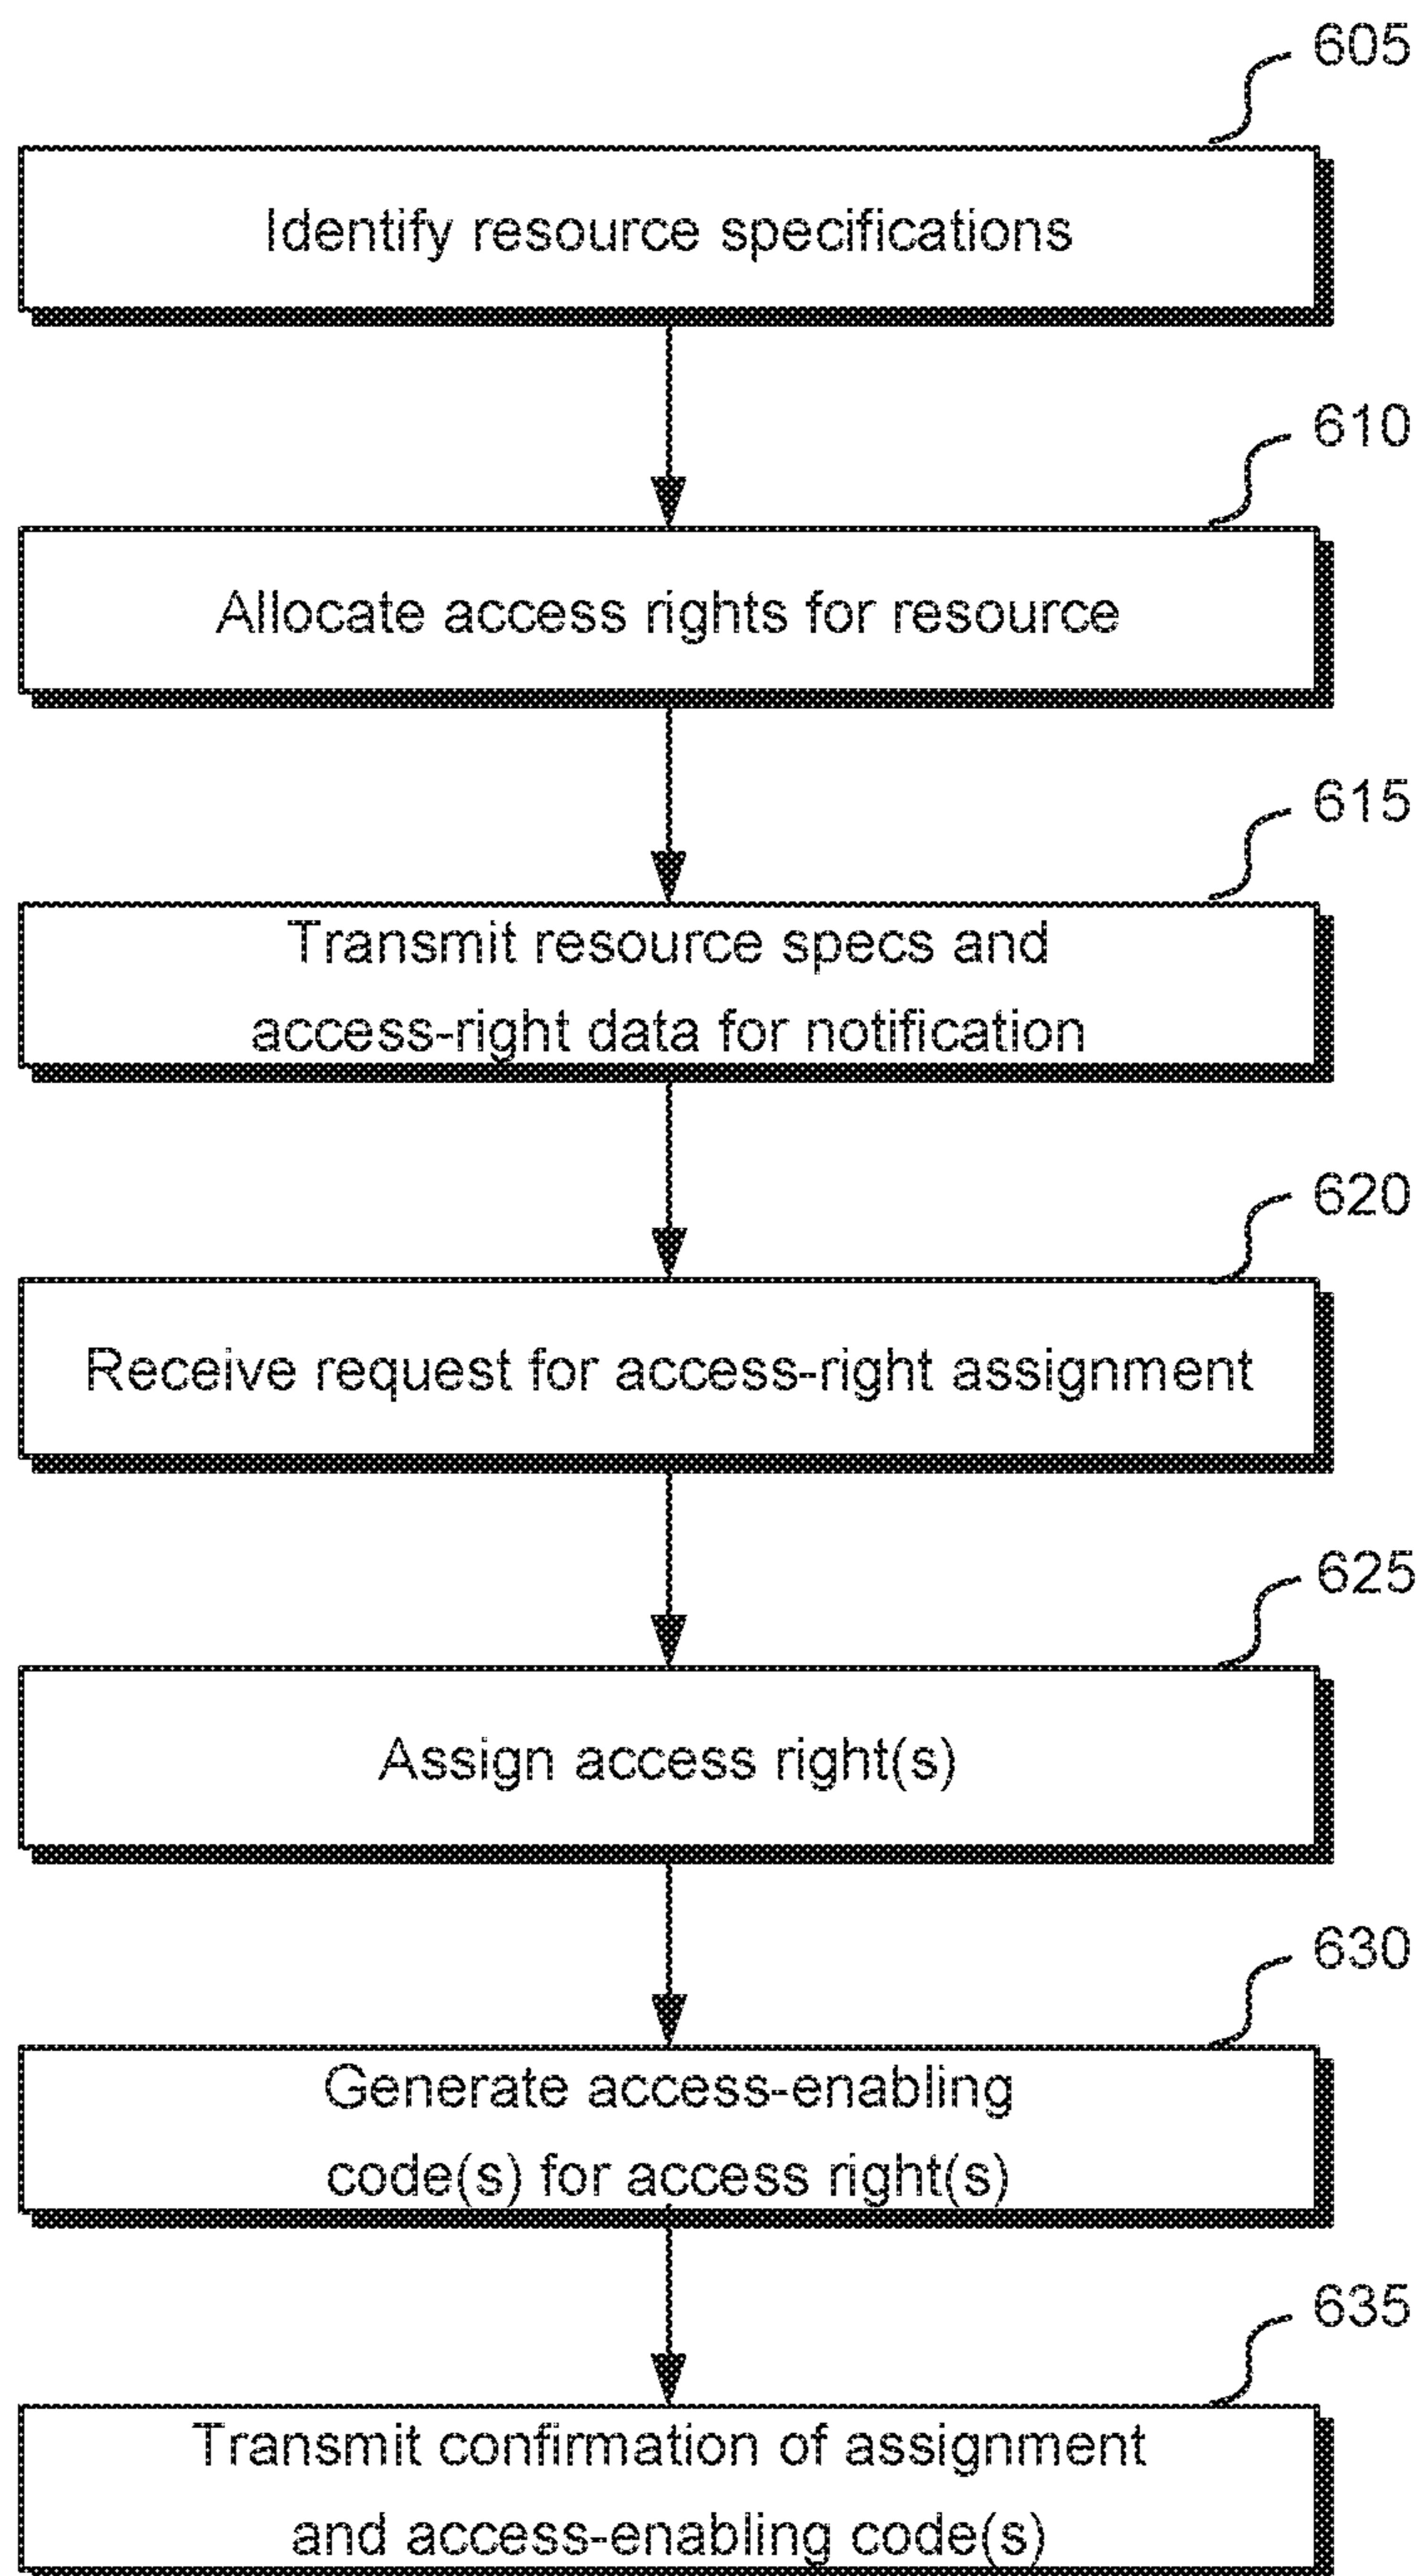 605
Identify resource specifications
610
Allocate access rights for resource
615
Transmit resource specs and
access-right data for notification
620
Receive request for access-right assignment
625
Assign access right(s)
630
Generate access-enabling
code(s) for access right(s)
635
Transmit confirmation of assignment
and access-enabling code(s)